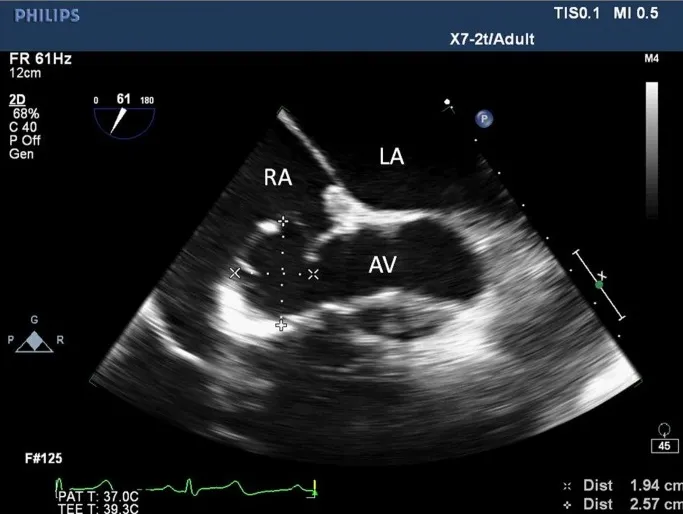 PHILIPS
TIS0.1 MI 0.5
X7-2t/Adult
FR 61Hz
12cm
M4
2D
68%
C 40
P Off
Gen
0 61 180
P
LA
RA
AV
X
G
P R
45
F#125
PAT T: 37.0C
TEE T: 39.3C
Dist 1.94 cm
Dist 2.57 cm